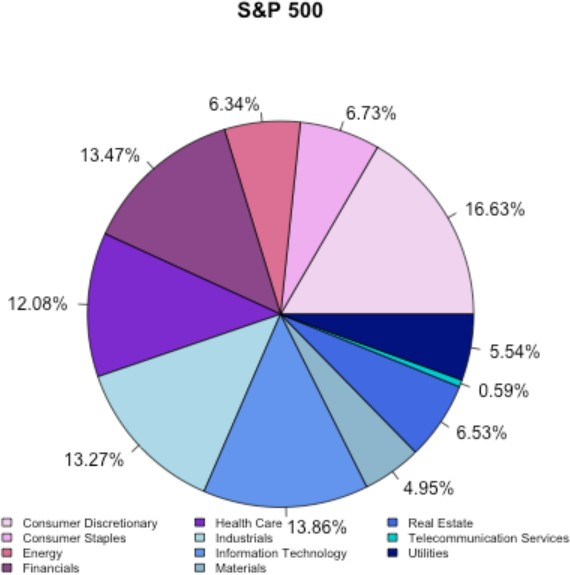 S&P 500
6.34%
6.73%
13.47%
16.63%
12.08%
5.54%
0.59%
6.53%
13.27%
4.95%
13.86%
Consumer Discretionary
Consumer Staples
Energy
Financials
Health Care
Industrials
Information Technology
Materials
Real Estate
Telecommunication Services
Utilities